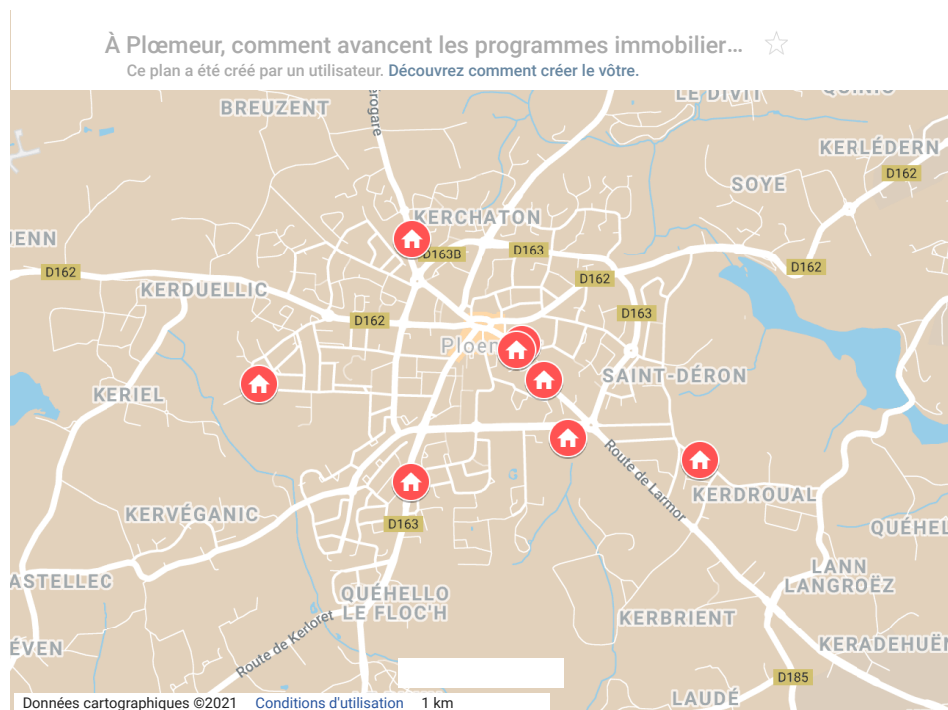 À Plœmeur, comment avancent les programmes immobilier…
Ce plan a été créé par un utilisateur. Découvrez comment créer le vôtre.
LE DIVIT
BREUZENT
KERLÉDERN
D162
SOYE
KERCHATON
D163B
D163
D162
D162
D162
KERDUELLIC
D163
D162
SAINT-DÉRON
KERIEL
Route de Larmor
KERDROUAL
KERVÉGANIC
D163
LANN
LANGROËZ
QUÉHELLO
LE FLOC'H
KERBRIENT
Route de Kerloret
D185
LAUDÉ
Données cartographiques ©2021 Conditions d'utilisation 1 km